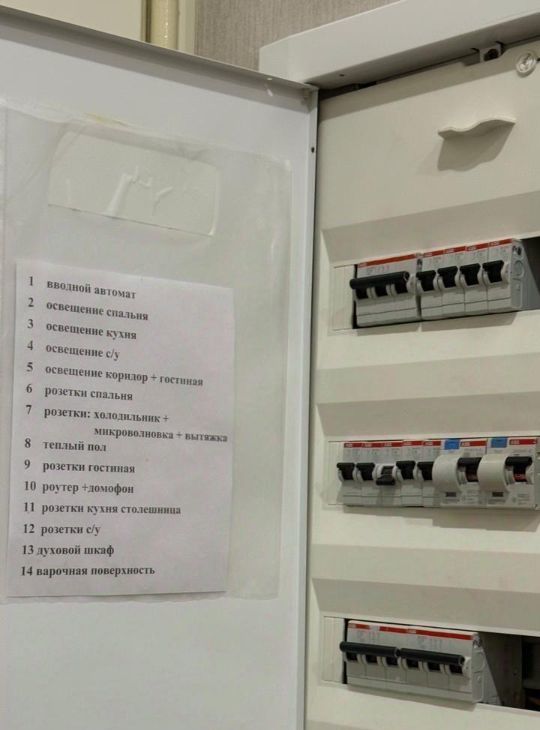 1 вводной автомат
2 освещение спальня
3 освещение кухня
4 освещение с/у
5 освещение коридор + гостиная
6 розетки спальня
7 розетки: холодильник +
микроволновка + вытяжка
8 теплый пол
9 розетки гостиная
10 роутер +домофон
11 розетки кухня столешница
12 розетки с/у
13 духовой шкаф
14 варочная поверхность